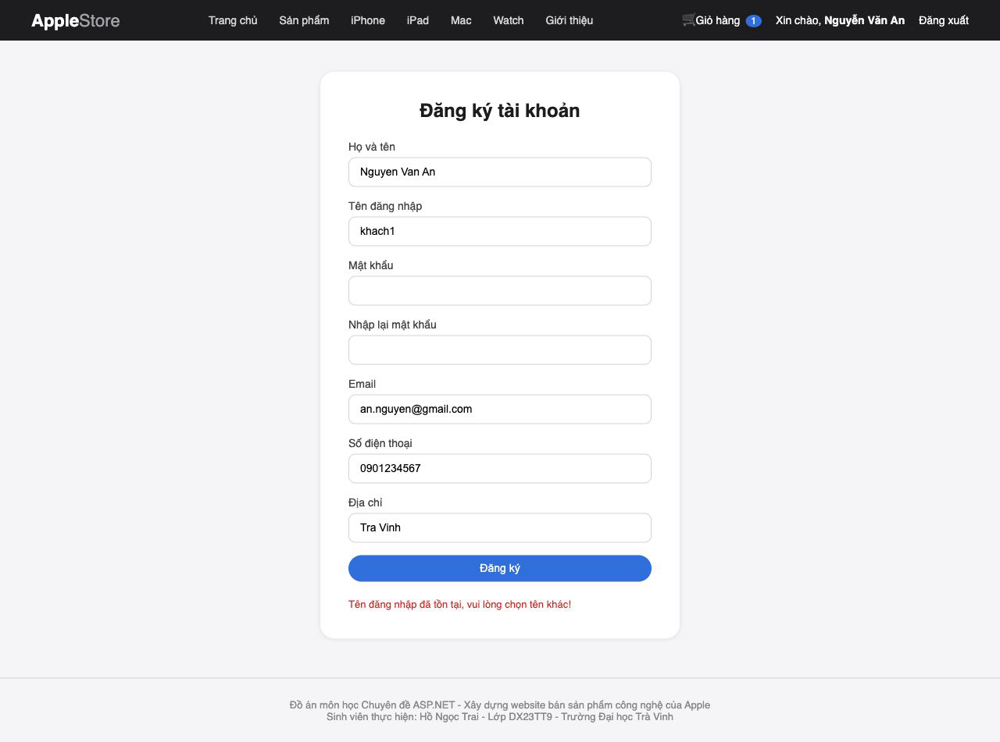 AppleStore
Trang chủ
Sản phẩm
iPhone
iPad
Mac
Watch
Giới thiệu
Giỏ hàng 1
Xin chào, Nguyễn Văn An
Đăng xuất
Đăng ký tài khoản
Họ và tên
Nguyen Van An
Tên đăng nhập
khach1
Mật khẩu
Nhập lại mật khẩu
Email
an.nguyen@gmail.com
Số điện thoại
0901234567
Địa chỉ
Tra Vinh
Đăng ký
Tên đăng nhập đã tồn tại, vui lòng chọn tên khác!
Đồ án môn học Chuyên đề ASP.NET - Xây dựng website bán sản phẩm công nghệ của Apple
Sinh viên thực hiện: Hồ Ngọc Trai - Lớp DX23TT9 - Trường Đại học Trà Vinh